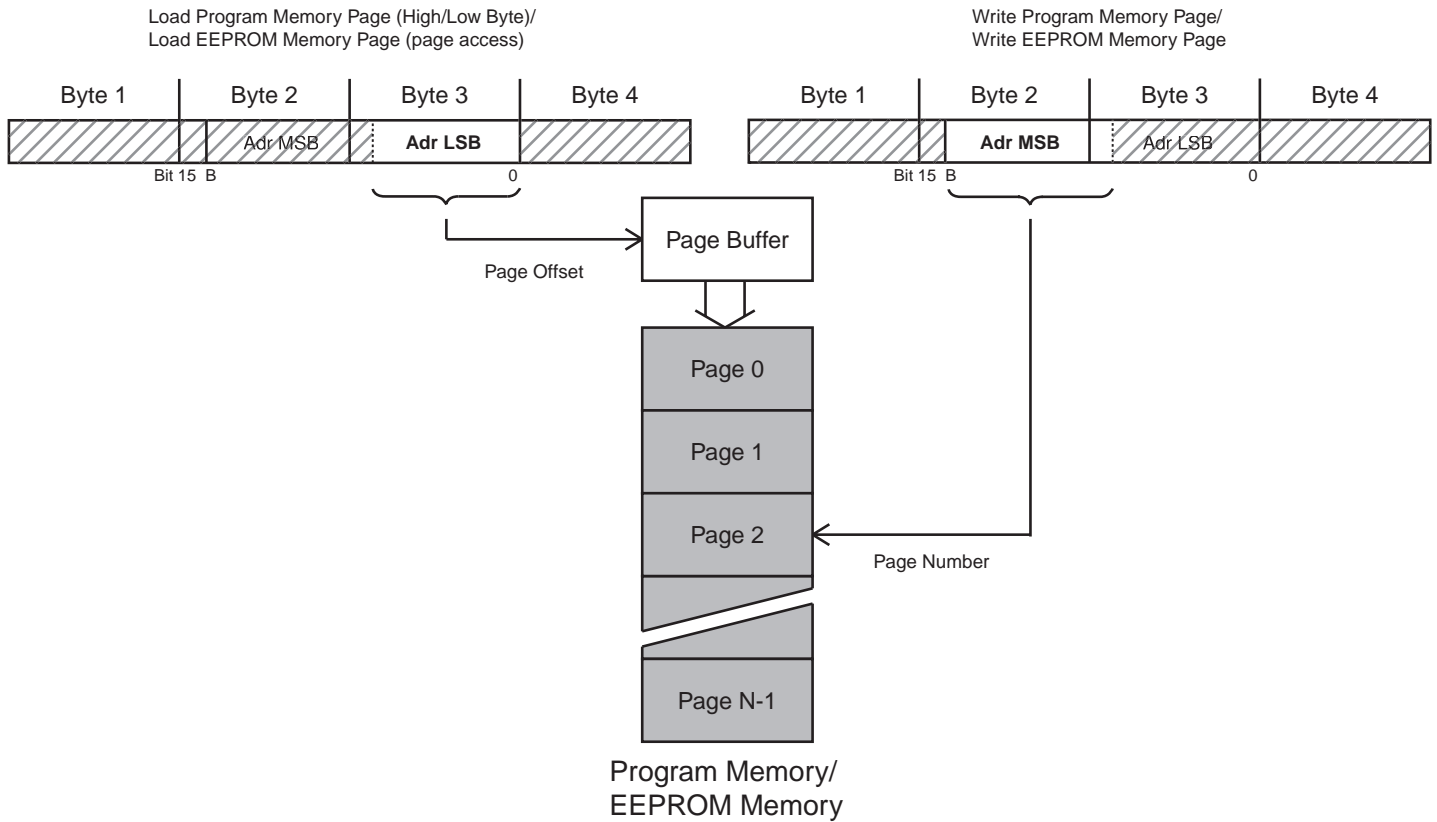 Load Program Memory Page (High/Low Byte)/
Load EEPROM Memory Page (page access)
Byte 1 Byte 2 Byte 3 Byte 4
Adr MSB Adr LSB
Bit 15 B 0
Write Program Memory Page/
Write EEPROM Memory Page
Byte 1 Byte 2 Byte 3 Byte 4
Adr MSB Adr LSB
Bit 15 B 0
Page Buffer
Page Offset
Page 0
Page 1
Page 2
Page Number
Page N-1
Program Memory/
EEPROM Memory